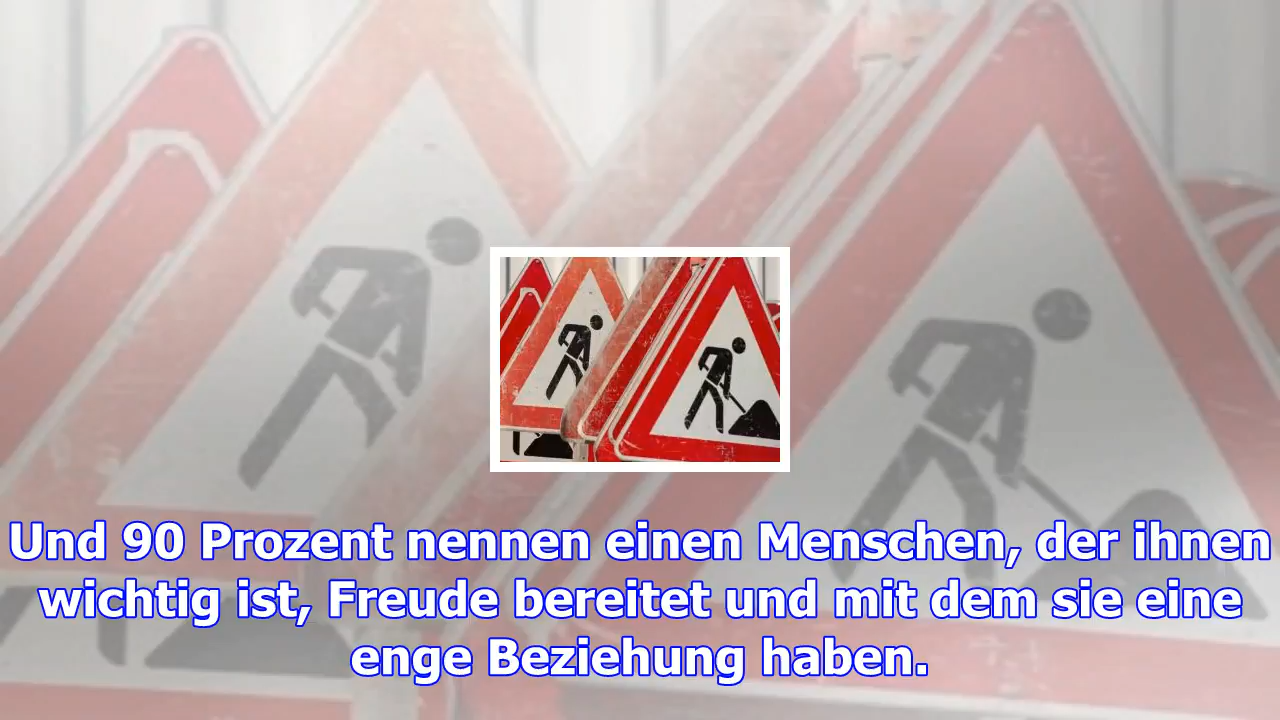 Und 90 Prozent nennen einen Menschen, der ihnen
wichtig ist, Freude bereitet und mit dem sie eine
enge Beziehung haben.